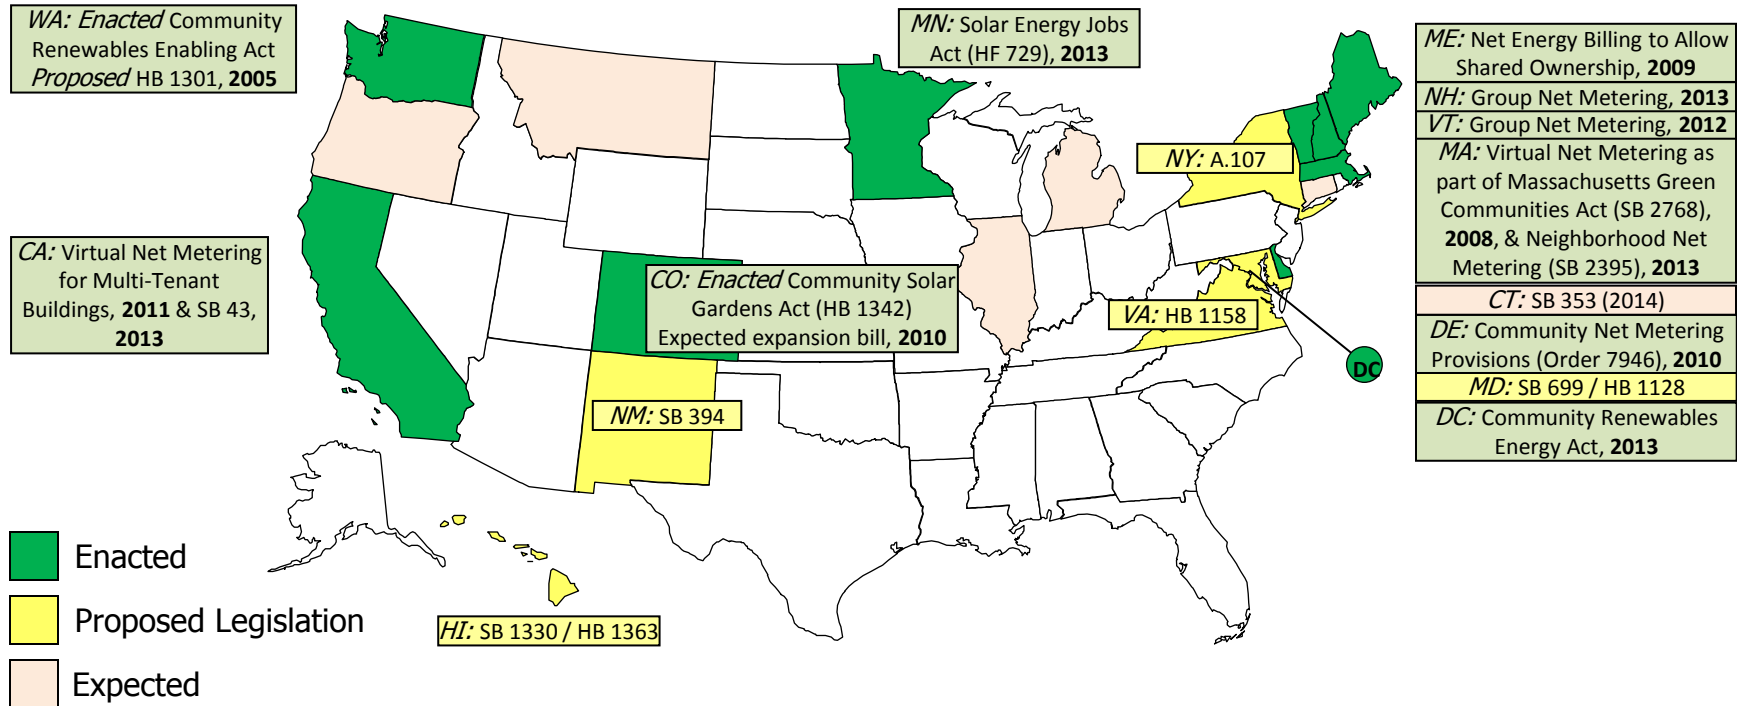 WA: Enacted Community
Renewables Enabling Act
Proposed HB 1301, 2005
MN: Solar Energy Jobs
Act (HF 729), 2013
ME: Net Energy Billing to Allow
Shared Ownership, 2009
NH: Group Net Metering, 2013
VT: Group Net Metering, 2012
MA: Virtual Net Metering as
part of Massachusetts Green
Communities Act (SB 2768),
2008, & Neighborhood Net
Metering (SB 2395), 2013
CT: SB 353 (2014)
DE: Community Net Metering
Provisions (Order 7946), 2010
MD: SB 699 / HB 1128
DC: Community Renewables
Energy Act, 2013
NY: A.107
CA: Virtual Net Metering
for Multi-Tenant
Buildings, 2011 & SB 43,
2013
CO: Enacted Community Solar
Gardens Act (HB 1342)
Expected expansion bill, 2010
VA: HB 1158
DC
NM: SB 394
HI: SB 1330 / HB 1363
Enacted
Proposed Legislation
Expected